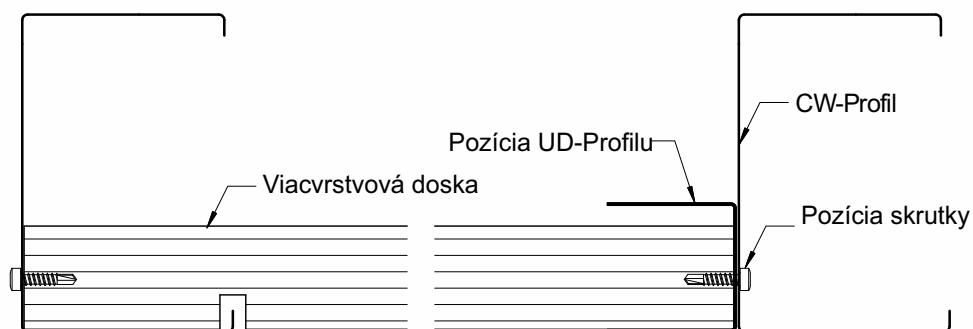 CW-Profil
Pozícia UD-Profilu
Viacvrstvová doska
Pozícia skrutky